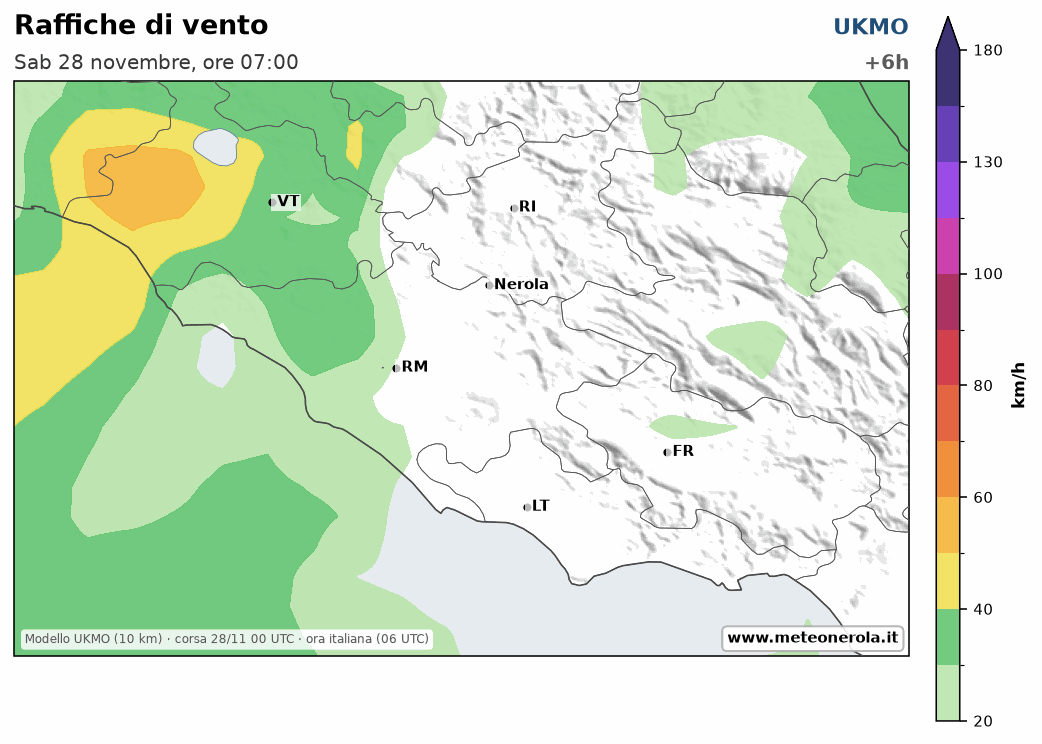 Raffiche di vento
UKMO
Sab 28 novembre, ore 07:00
+6h
180
130
100
80
60
40
20
km/h
VT
RI
Nerola
RM
FR
LT
Modello UKMO (10 km) · corsa 28/11 00 UTC · ora italiana (06 UTC)
www.meteonerola.it